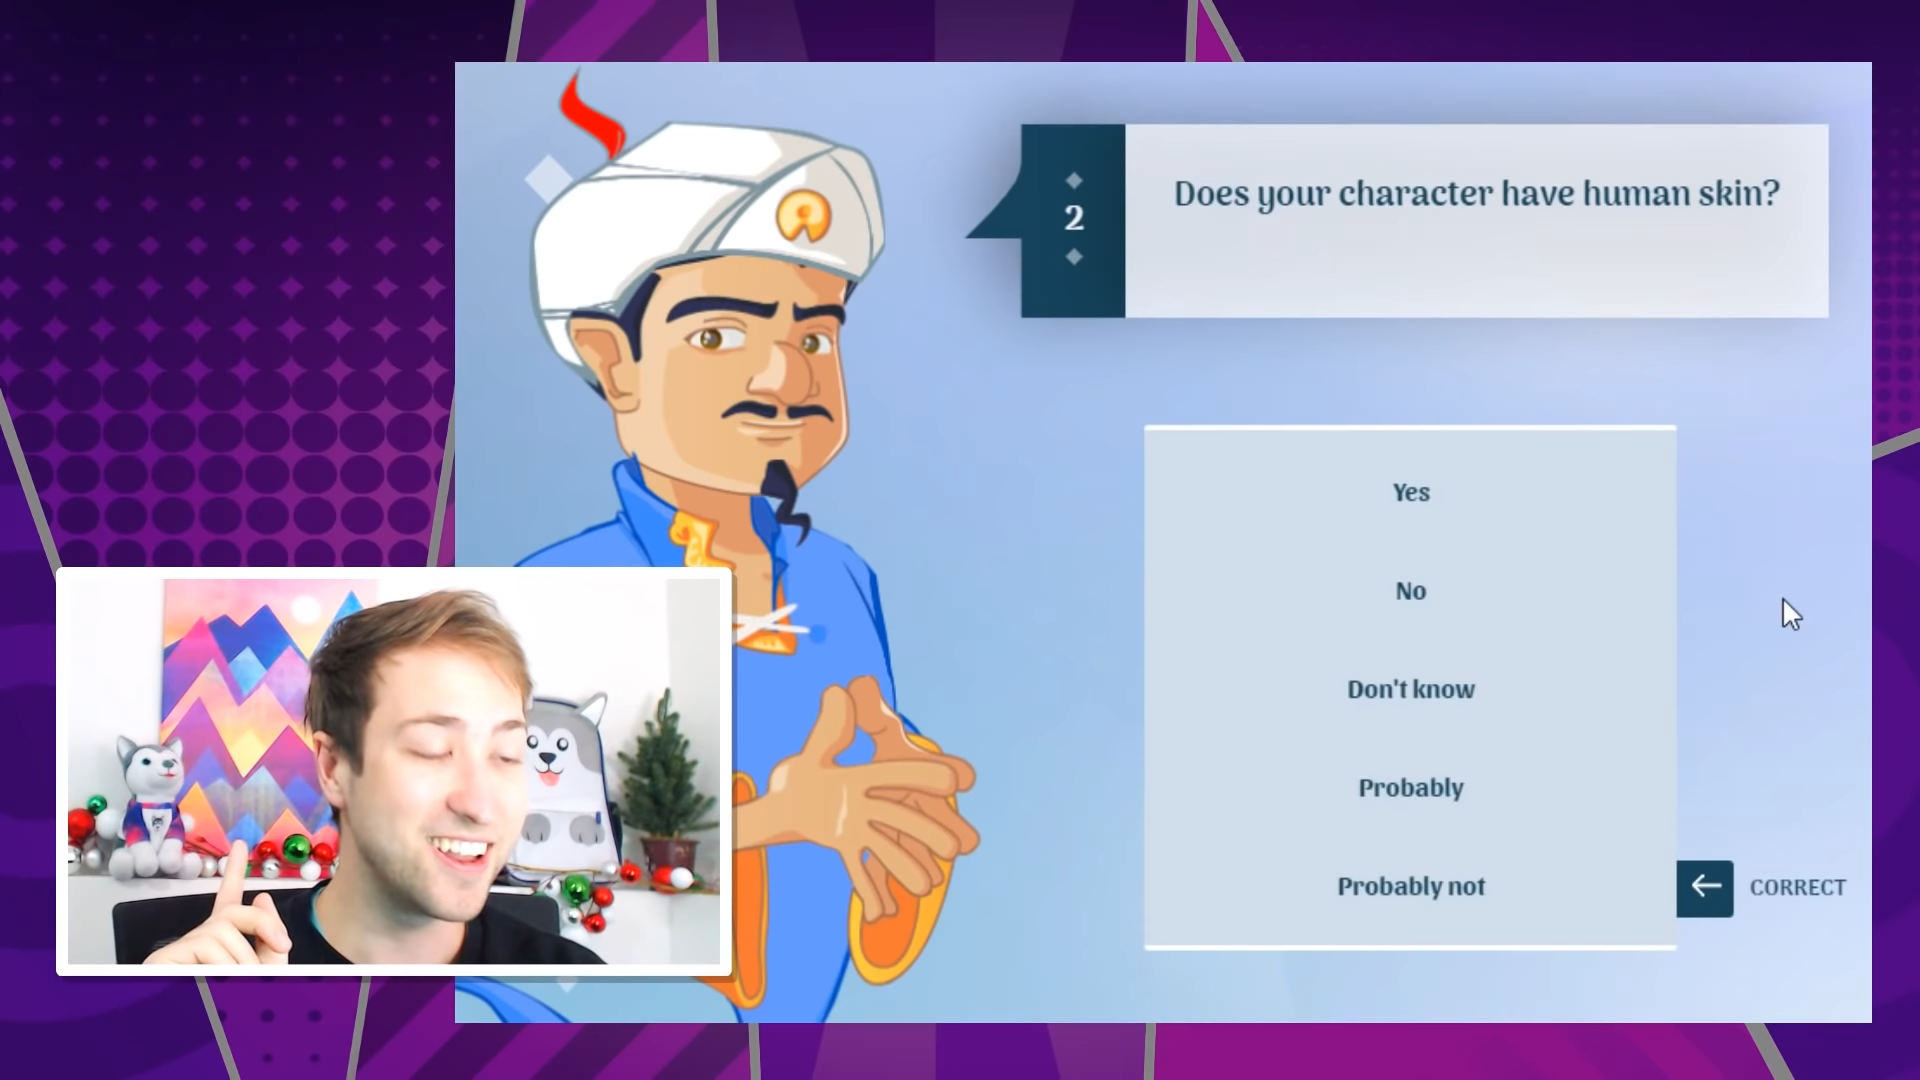 2
Does your character have human skin?
Yes
No
Don't know
Probably
Probably not
CORRECT